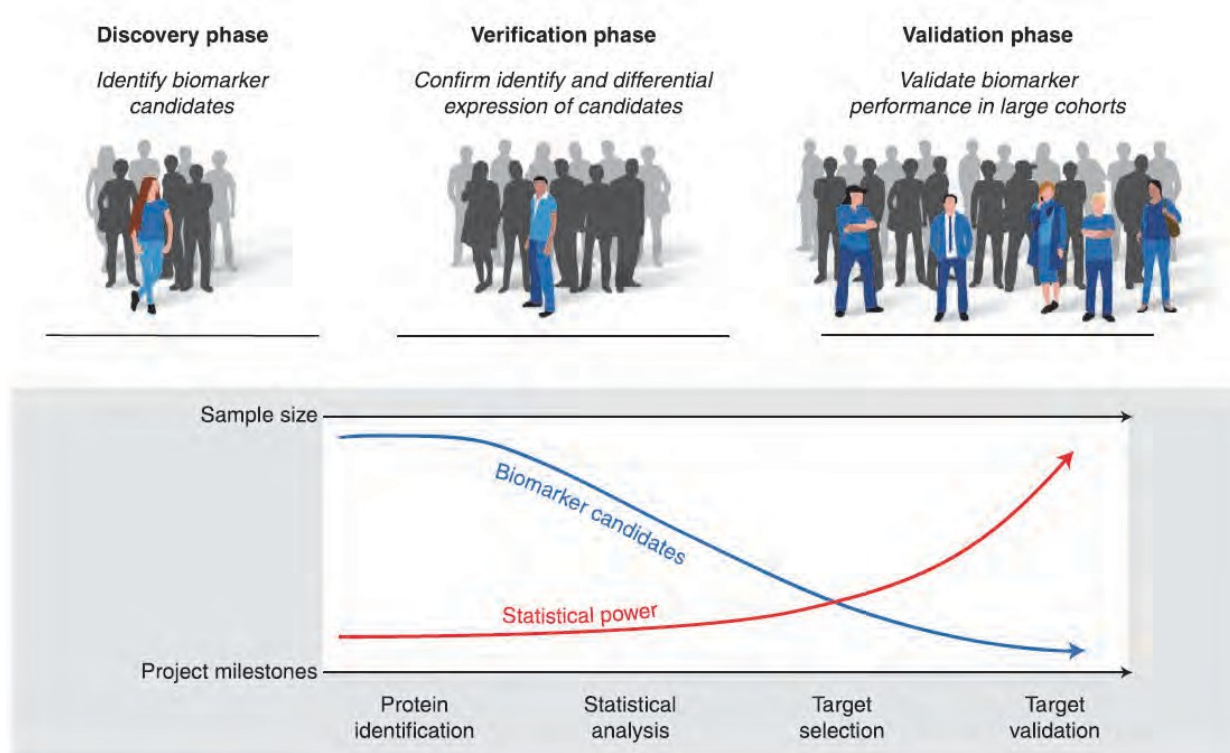 Discovery phase
Identify biomarker
candidates
Verification phase
Confirm identify and differential
expression of candidates
Validation phase
Validate biomarker
performance in large cohorts
Sample size
Biomarker candidates
Statistical power
Project milestones
Protein
identification
Statistical
analysis
Target
selection
Target
validation